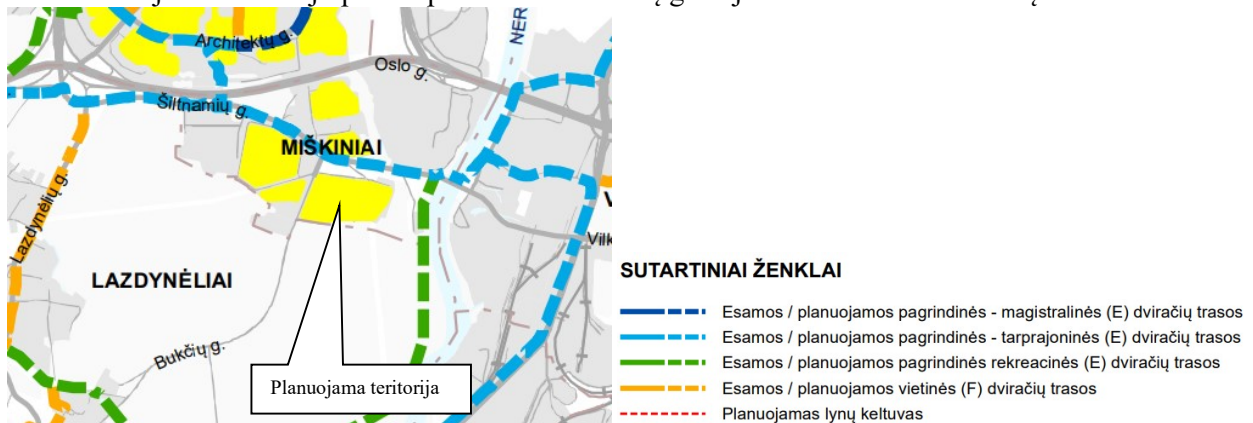 Architektų g.
NER
Oslo g.
Šiltnamių g.
MIŠKINIAI
Lazdynėlių g.
V
Vilk
LAZDYNĖLIAI
Bukčių g.
Planuojama teritorija
SUTARTINIAI ŽENKLAI
Esamos / planuojamos pagrindinės - magistralinės (E) dviračių trasos
Esamos / planuojamos pagrindinės - tarprajoninės (E) dviračių trasos
Esamos / planuojamos pagrindinės rekreacinės (E) dviračių trasos
Esamos / planuojamos vietinės (F) dviračių trasos
Planuojamas lynų keltuvas